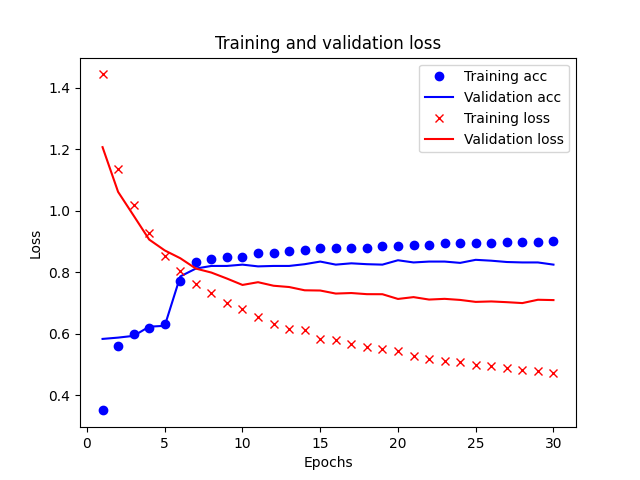 Training and validation loss
Training acc
Validation acc
Training loss
Validation loss
1.4
1.2
1.0
0.8
0.6
0.4
Loss
0 5 10 15 20 25 30
Epochs